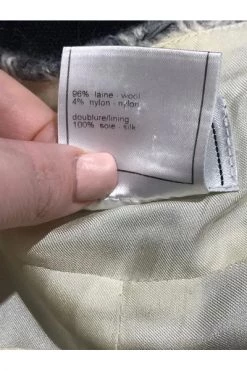 96% laine - wool
4% nylon - nylon
doublure/lining
100% soie - silk